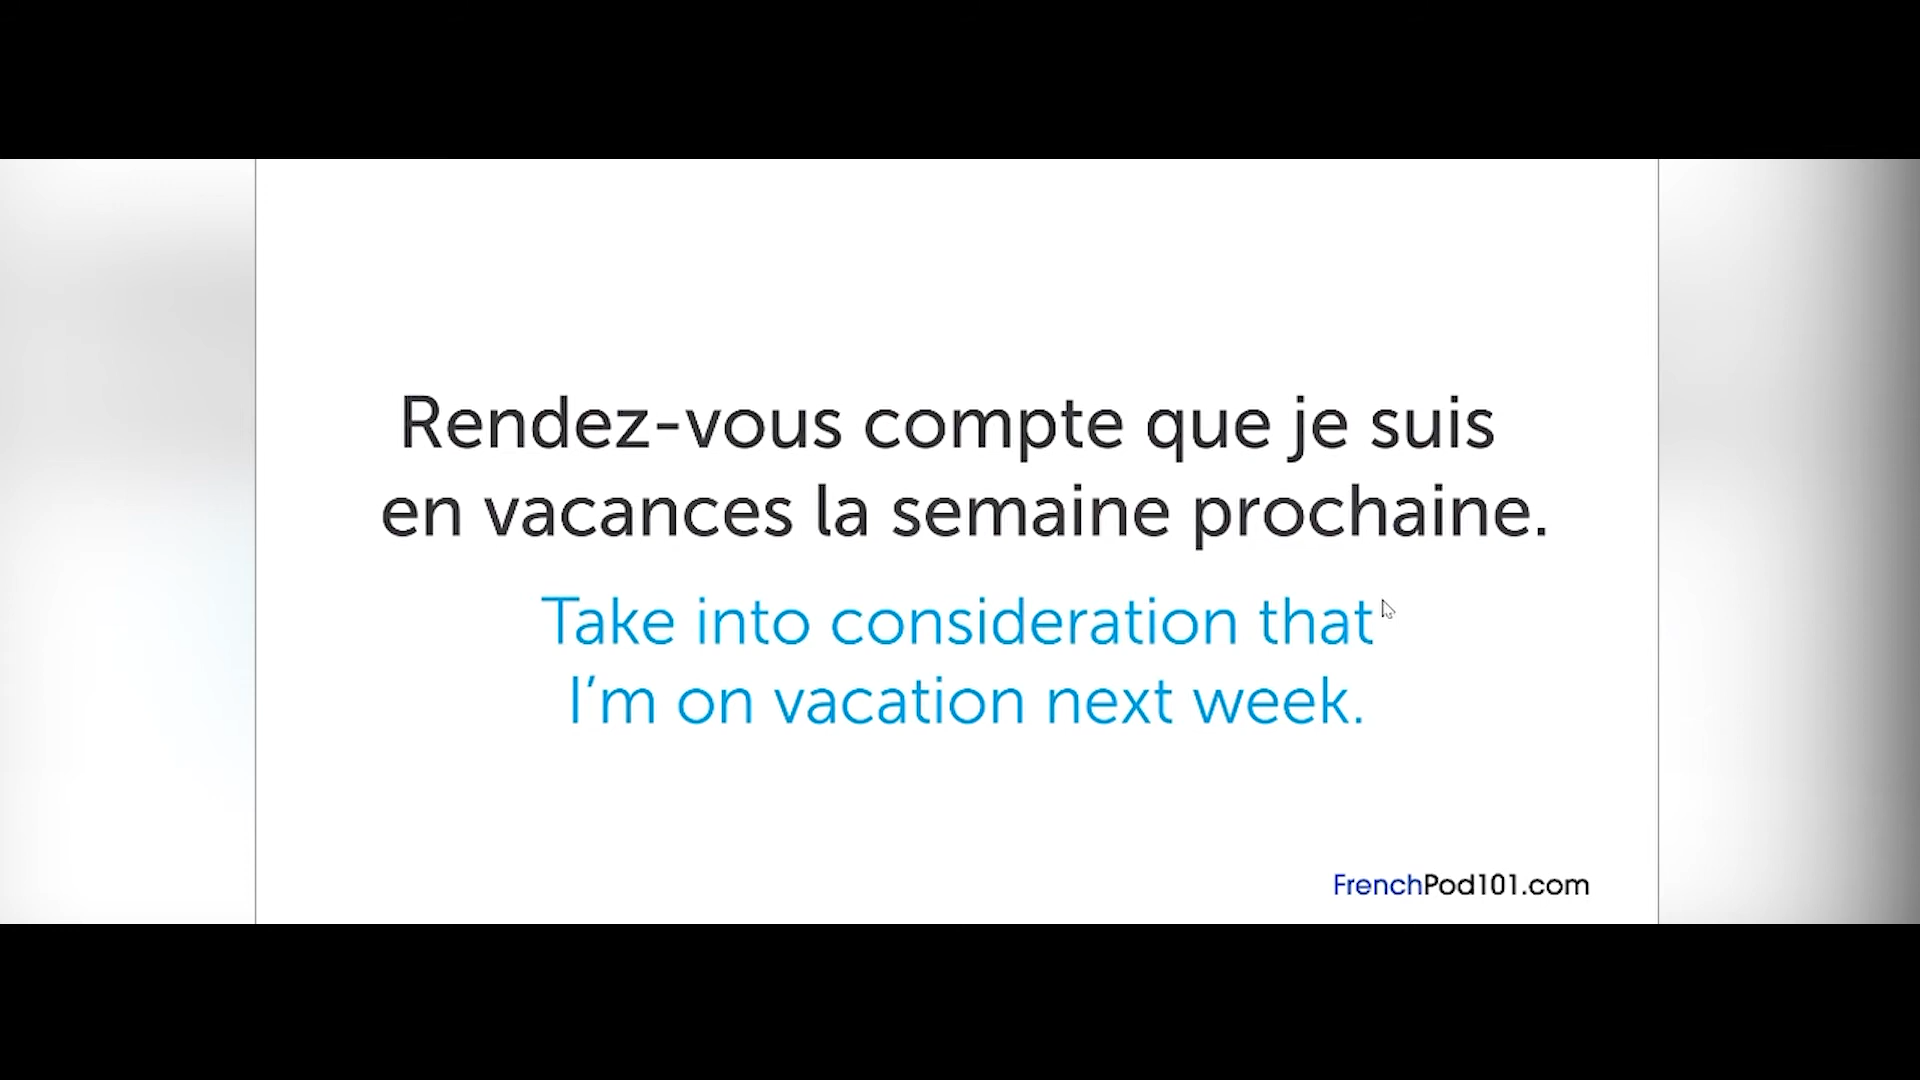 Rendez-vous compte que je suis
en vacances la semaine prochaine.
Take into consideration that
I'm on vacation next week.
FrenchPod101.com